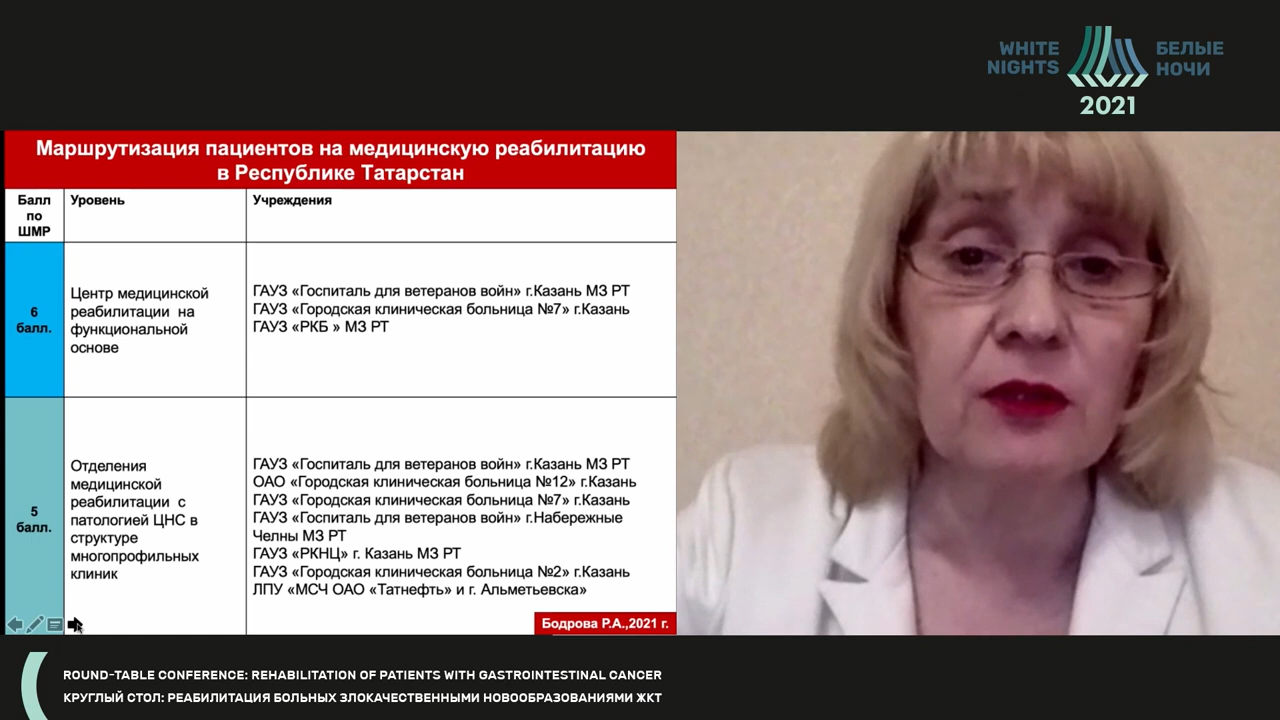 WHITE
NIGHTS
БЕЛЫЕ
НОЧИ
2021
Маршрутизация пациентов на медицинскую реабилитацию
в Республике Татарстан
Балл
по
ШМР
Уровень
Учреждения
6
балл.
Центр медицинской
реабилитации на
функциональной
основе
ГАУЗ «Госпиталь для ветеранов войн» г.Казань МЗ РТ
ГАУЗ «Городская клиническая больница №7» г.Казань
ГАУЗ «РКБ » МЗ РТ
5
балл.
Отделения
медицинской
реабилитации с
патологией ЦНС в
структуре
многопрофильных
клиник
ГАУЗ «Госпиталь для ветеранов войн» г.Казань МЗ РТ
ОАО «Городская клиническая больница №12» г.Казань
ГАУЗ «Городская клиническая больница №7» г.Казань
ГАУЗ «Госпиталь для ветеранов войн» г.Набережные
Челны МЗ РТ
ГАУЗ «РКНЦ» г. Казань МЗ РТ
ГАУЗ «Городская клиническая больница №2» г.Казань
ЛПУ «МСЧ ОАО «Татнефть» и г. Альметьевска»
Бодрова Р.А.,2021 г.
ROUND-TABLE CONFERENCE: REHABILITATION OF PATIENTS WITH GASTROINTESTINAL CANCER
КРУГЛЫЙ СТОЛ: РЕАБИЛИТАЦИЯ БОЛЬНЫХ ЗЛОКАЧЕСТВЕННЫМИ НОВООБРАЗОВАНИЯМИ ЖКТ